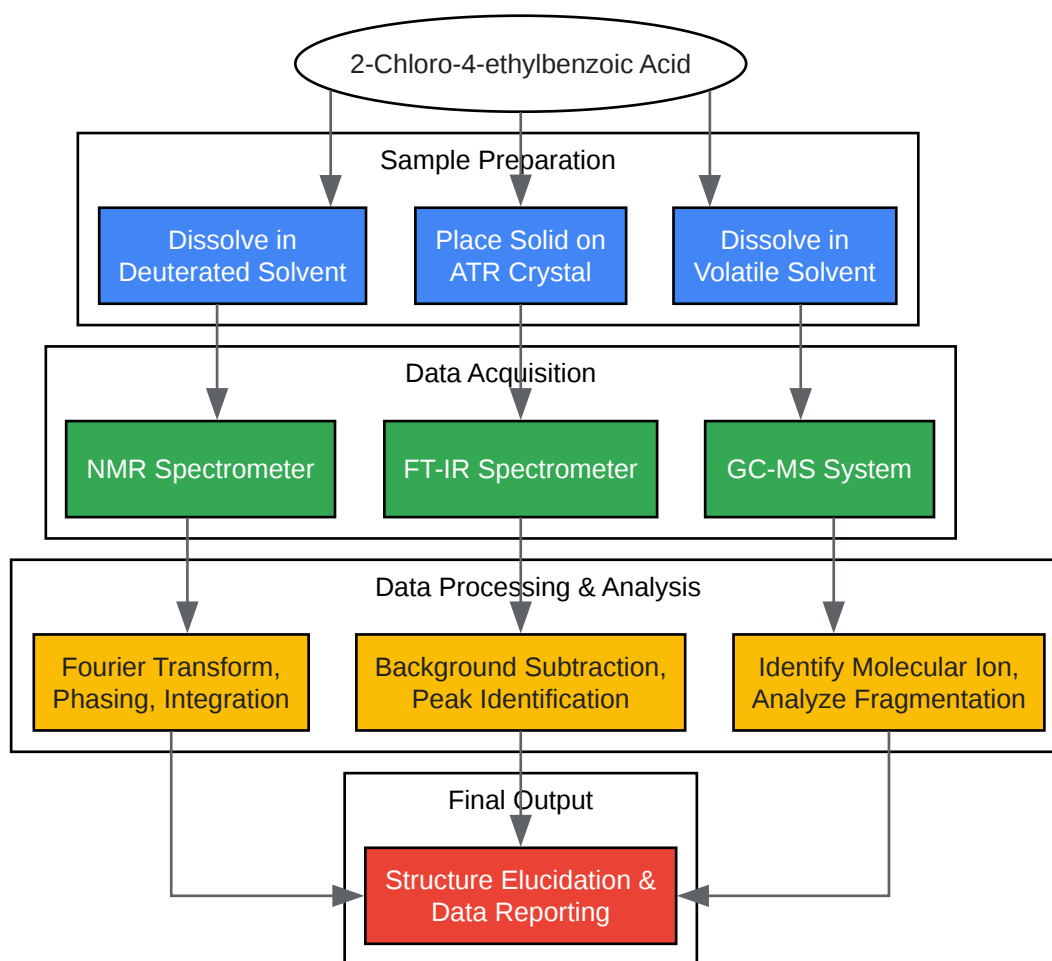 2-Chloro-4-ethylbenzoic Acid
Sample Preparation
Dissolve in
Deuterated Solvent
Place Solid on
ATR Crystal
Dissolve in
Volatile Solvent
Data Acquisition
NMR Spectrometer
FT-IR Spectrometer
GC-MS System
Data Processing & Analysis
Fourier Transform,
Phasing, Integration
Background Subtraction,
Peak Identification
Identify Molecular Ion,
Analyze Fragmentation
Final Output
Structure Elucidation &
Data Reporting